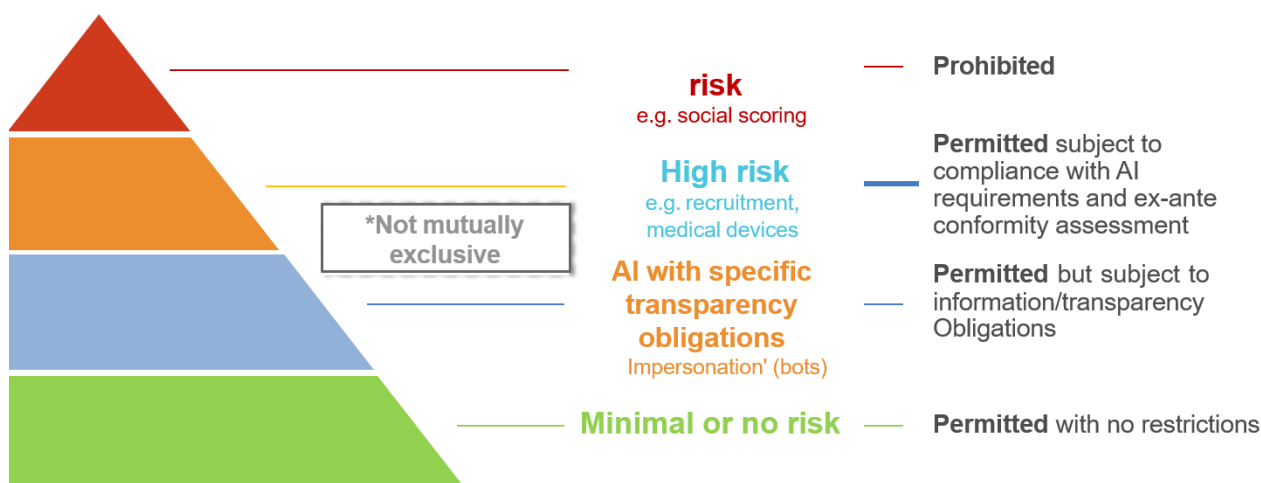 risk
e.g. social scoring
Prohibited
High risk
e.g. recruitment,
medical devices
Permitted subject to
compliance with AI
requirements and ex-ante
conformity assessment
*Not mutually
exclusive
AI with specific
transparency
obligations
Impersonation' (bots)
Permitted but subject to
information/transparency
Obligations
Minimal or no risk
Permitted with no restrictions